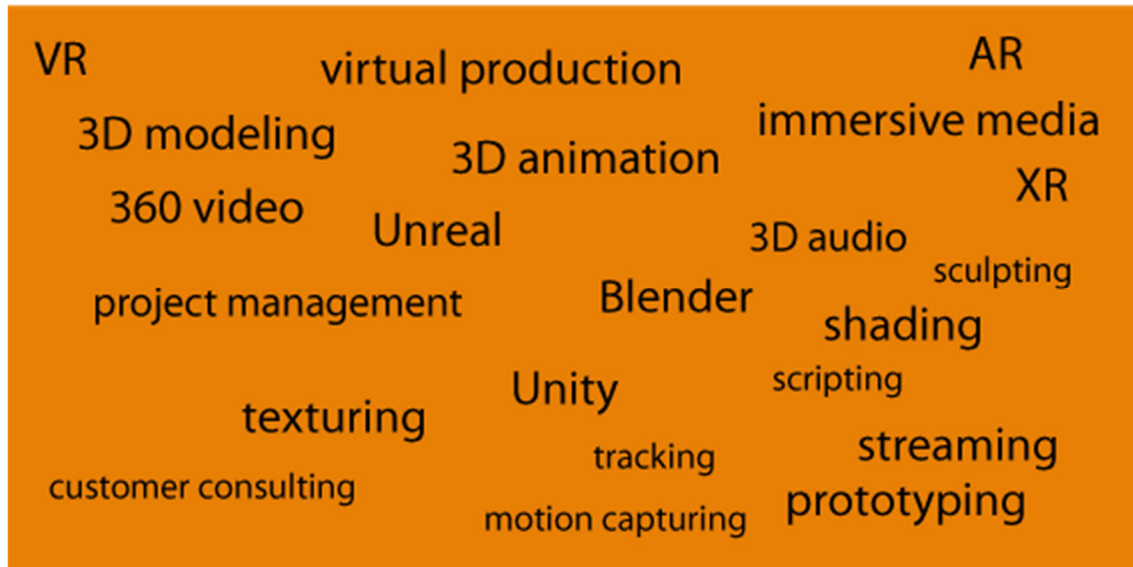 VR
virtual production
AR
3D modeling
immersive media
3D animation
XR
360 video
Unreal
3D audio
sculpting
project management
Blender
shading
Unity
scripting
texturing
streaming
tracking
customer consulting
prototyping
motion capturing